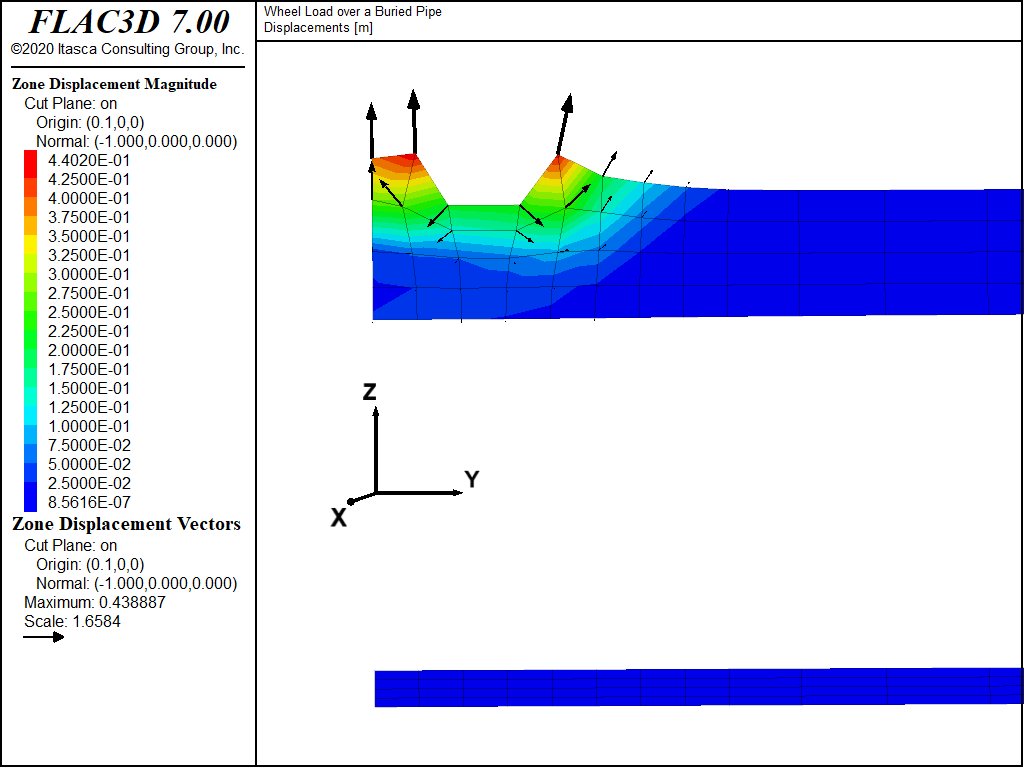 FLAC3D 7.00
©2020 Itasca Consulting Group, Inc.
Zone Displacement Magnitude
Cut Plane: on
Origin: (0.1,0,0)
Normal: (-1.000,0.000,0.000)
4.4020E-01
4.2500E-01
4.0000E-01
3.7500E-01
3.5000E-01
3.2500E-01
3.0000E-01
2.7500E-01
2.5000E-01
2.2500E-01
2.0000E-01
1.7500E-01
1.5000E-01
1.2500E-01
1.0000E-01
7.5000E-02
5.0000E-02
2.5000E-02
8.5616E-07
Zone Displacement Vectors
Cut Plane: on
Origin: (0.1,0,0)
Normal: (-1.000,0.000,0.000)
Maximum: 0.438887
Scale: 1.6584
Wheel Load over a Buried Pipe
Displacements [m]
Z
Y
X